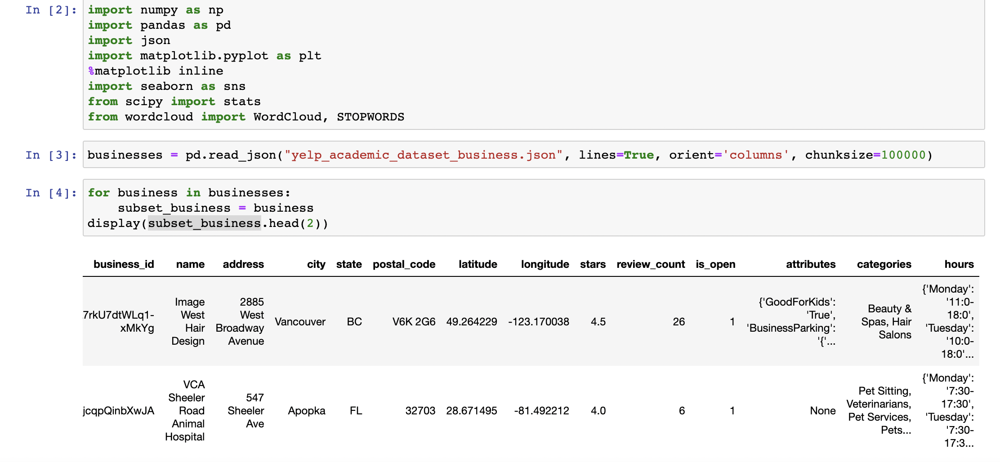 In [2]:
import numpy as np
import pandas as pd
import json
import matplotlib.pyplot as plt
%matplotlib inline
import seaborn as sns
from scipy import stats
from wordcloud import WordCloud, STOPWORDS
In [3]:
businesses = pd.read_json("yelp_academic_dataset_business.json", lines=True, orient='columns', chunksize=100000)
In [4]:
for business in businesses:
    subset_business = business
display(subset_business.head(2))
business_id name address city state postal_code latitude longitude stars review_count is_open attributes categories hours
7rkU7dtWLq1-
xMkYg
Image
West
Hair
Design
2885
West
Broadway
Avenue
Vancouver
BC
V6K 2G6
49.264229
-123.170038
4.5
26
1
{'GoodForKids':
'True',
'BusinessParking':
'{'...
Beauty &
Spas, Hair
Salons
{'Monday':
'11:0-
18:0',
'Tuesday':
'10:0-
18:0'...
jcqpQinbXwJA
VCA
Sheeler
Road
Animal
Hospital
547
Sheeler
Ave
Apopka
FL
32703
28.671495
-81.492212
4.0
6
1
None
Pet Sitting,
Veterinarians,
Pet Services,
Pets...
{'Monday':
'7:30-
17:30',
'Tuesday':
'7:30-
17:3...